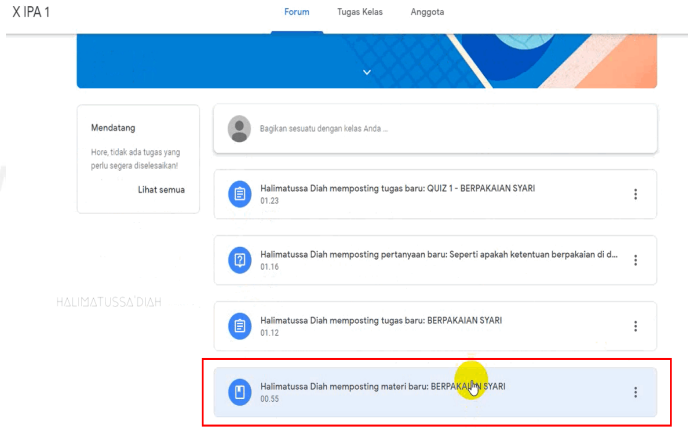 X IPA 1
Forum
Tugas Kelas
Anggota
Mendatang
Hore, tidak ada tugas yang
perlu segera diselesaikan!
Lihat semua
Bagikan sesuatu dengan kelas Anda ...
Halimatussa Diah memposting tugas baru: QUIZ 1 - BERPAKAIAN SYARI
01.23
Halimatussa Diah memposting pertanyaan baru: Seperti apakah ketentuan berpakaian di d...
01.16
HALIMATUSSA'DIAH
Halimatussa Diah memposting tugas baru: BERPAKAIAN SYARI
01.12
Halimatussa Diah memposting materi baru: BERPAKAIAN SYARI
00.55